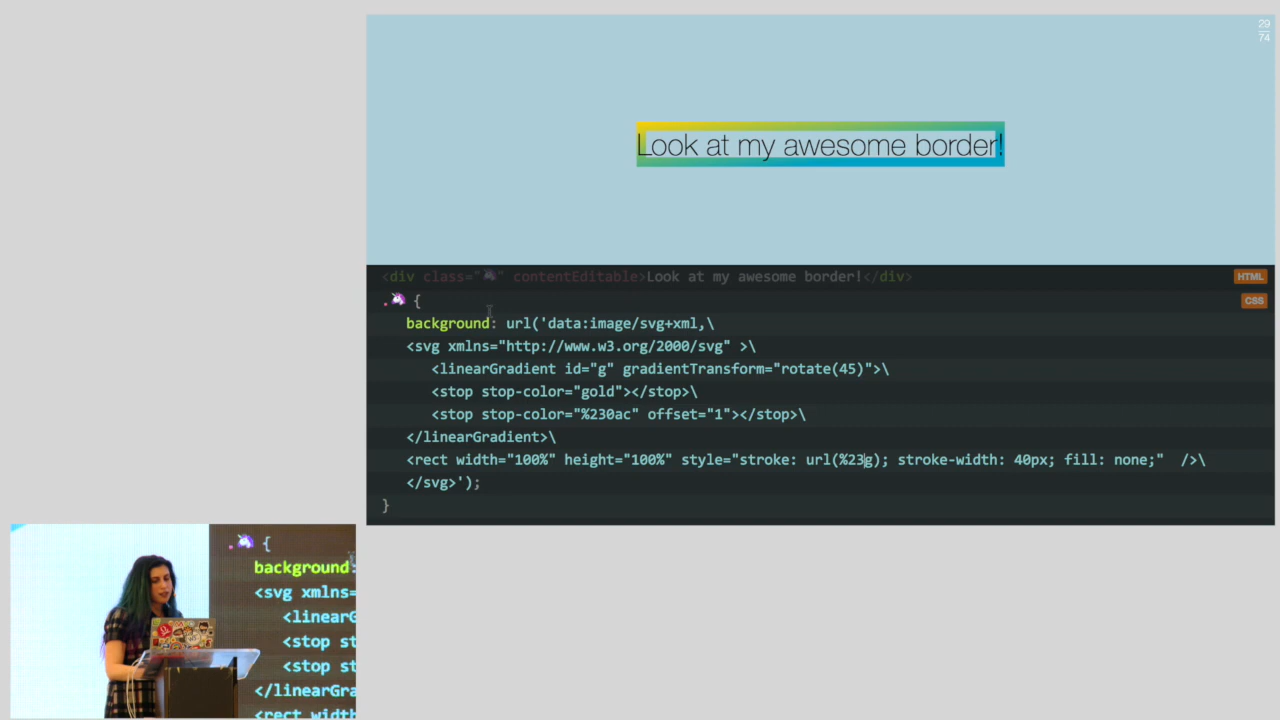 29
74
Look at my awesome border!
<div class="🦄" contentEditable>Look at my awesome border!</div>
HTML
.🦄 {
CSS
background: url('data:image/svg+xml,\
<svg xmlns="http://www.w3.org/2000/svg" >\
<linearGradient id="g" gradientTransform="rotate(45)">\
<stop stop-color="gold"></stop>\
<stop stop-color="%230ac" offset="1"></stop>\
</linearGradient>\
<rect width="100%" height="100%" style="stroke: url(%23g); stroke-width: 40px; fill: none;" />\
</svg>');
}
.🦄 {
background:
<svg xmlns=
<linearG
<stop st
<stop st
</linearGra
<rect width